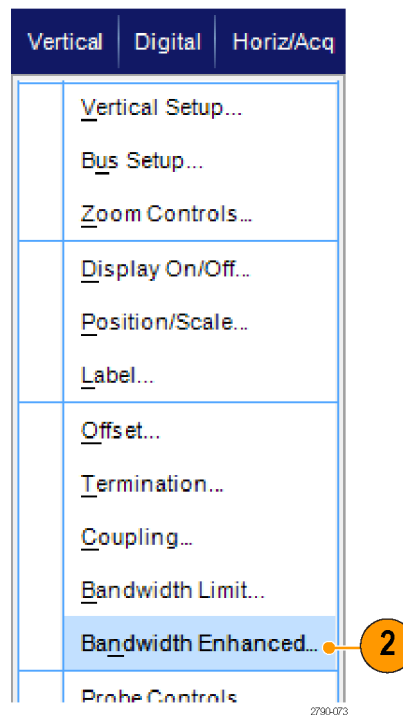 Vertical Digital Horiz/Acq
Vertical Setup...
Bus Setup...
Zoom Controls...
Display On/Off...
Position/Scale...
Label...
Offset...
Termination...
Coupling...
Bandwidth Limit...
Bandwidth Enhanced...
2
Probe Controls
2790-073